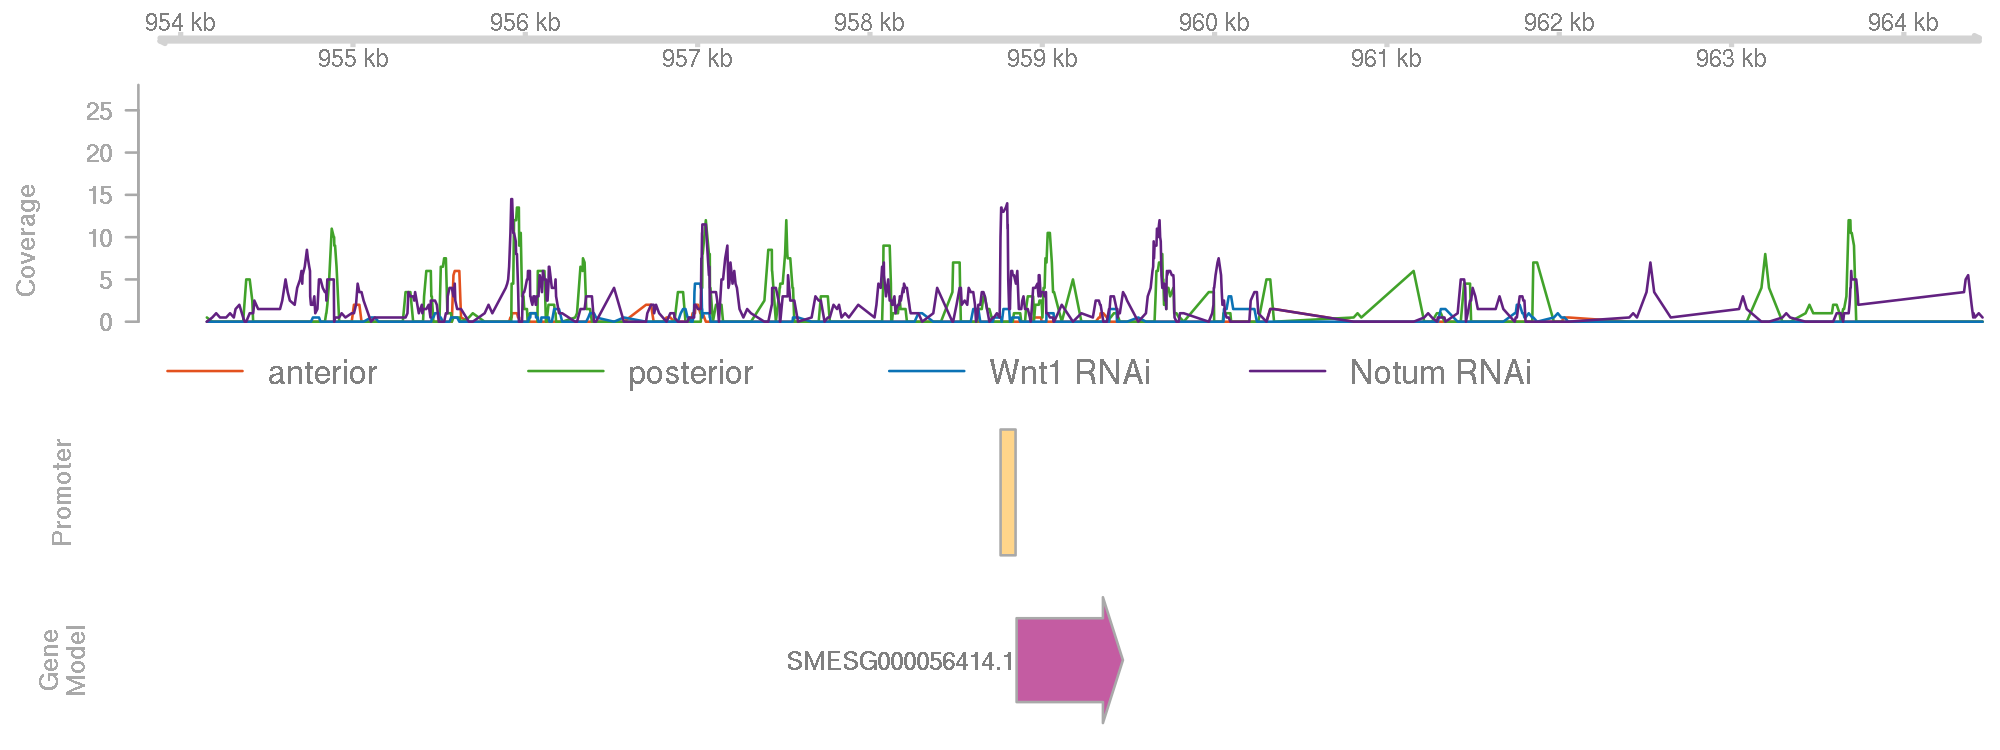 954 kb 956 kb 958 kb 960 kb 962 kb 964 kb
955 kb 957 kb 959 kb 961 kb 963 kb
Coverage
25
20
15
10
5
0
anterior posterior Wnt1 RNAi Notum RNAi
Promoter
Gene
Model
SMESG000056414.1